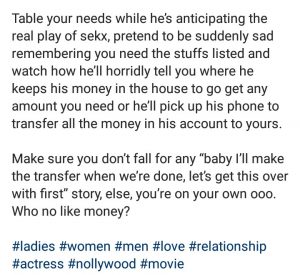 Table your needs while he's anticipating the
real play of sekx, pretend to be suddenly sad
remembering you need the stuffs listed and
watch how he'll horridly tell you where he
keeps his money in the house to go get any
amount you need or he'll pick up his phone to
transfer all the money in his account to yours.
Make sure you don't fall for any “baby I'll make
the transfer when we're done, let's get this over
with first” story, else, you're on your own ooo.
Who no like money?
#ladies #women #men #love #relationship
#actress #nollywood #movie